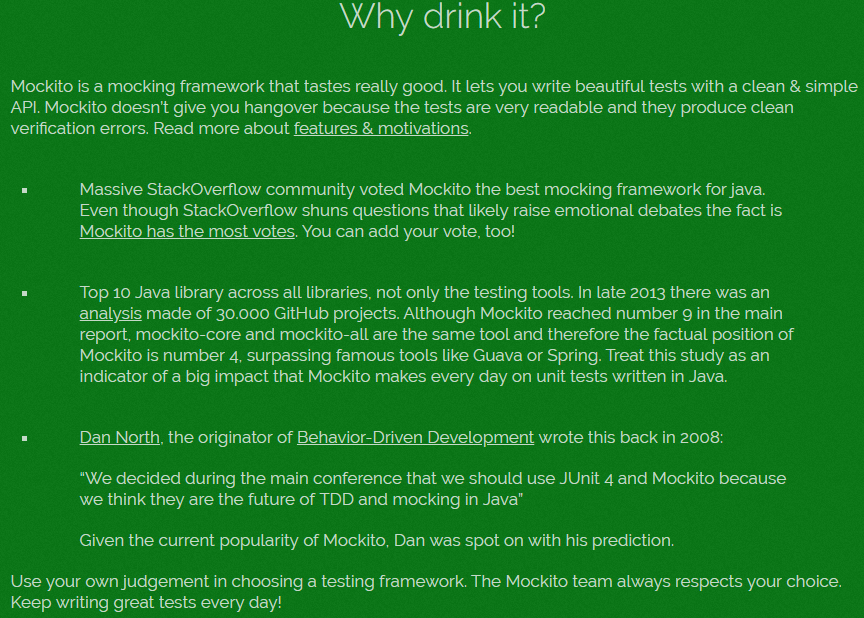 Why drink it?
Mockito is a mocking framework that tastes really good. It lets you write beautiful tests with a clean & simple
API. Mockito doesn't give you hangover because the tests are very readable and they produce clean
verification errors. Read more about features & motivations.
Massive StackOverflow community voted Mockito the best mocking framework for java.
Even though StackOverflow shuns questions that likely raise emotional debates the fact is
Mockito has the most votes. You can add your vote, too!
Top 10 Java library across all libraries, not only the testing tools. In late 2013 there was an
analysis made of 30.000 GitHub projects. Although Mockito reached number 9 in the main
report, mockito-core and mockito-all are the same tool and therefore the factual position of
Mockito is number 4, surpassing famous tools like Guava or Spring. Treat this study as an
indicator of a big impact that Mockito makes every day on unit tests written in Java.
Dan North, the originator of Behavior-Driven Development wrote this back in 2008:
“We decided during the main conference that we should use JUnit 4 and Mockito because
we think they are the future of TDD and mocking in Java”
Given the current popularity of Mockito, Dan was spot on with his prediction.
Use your own judgement in choosing a testing framework. The Mockito team always respects your choice.
Keep writing great tests every day!